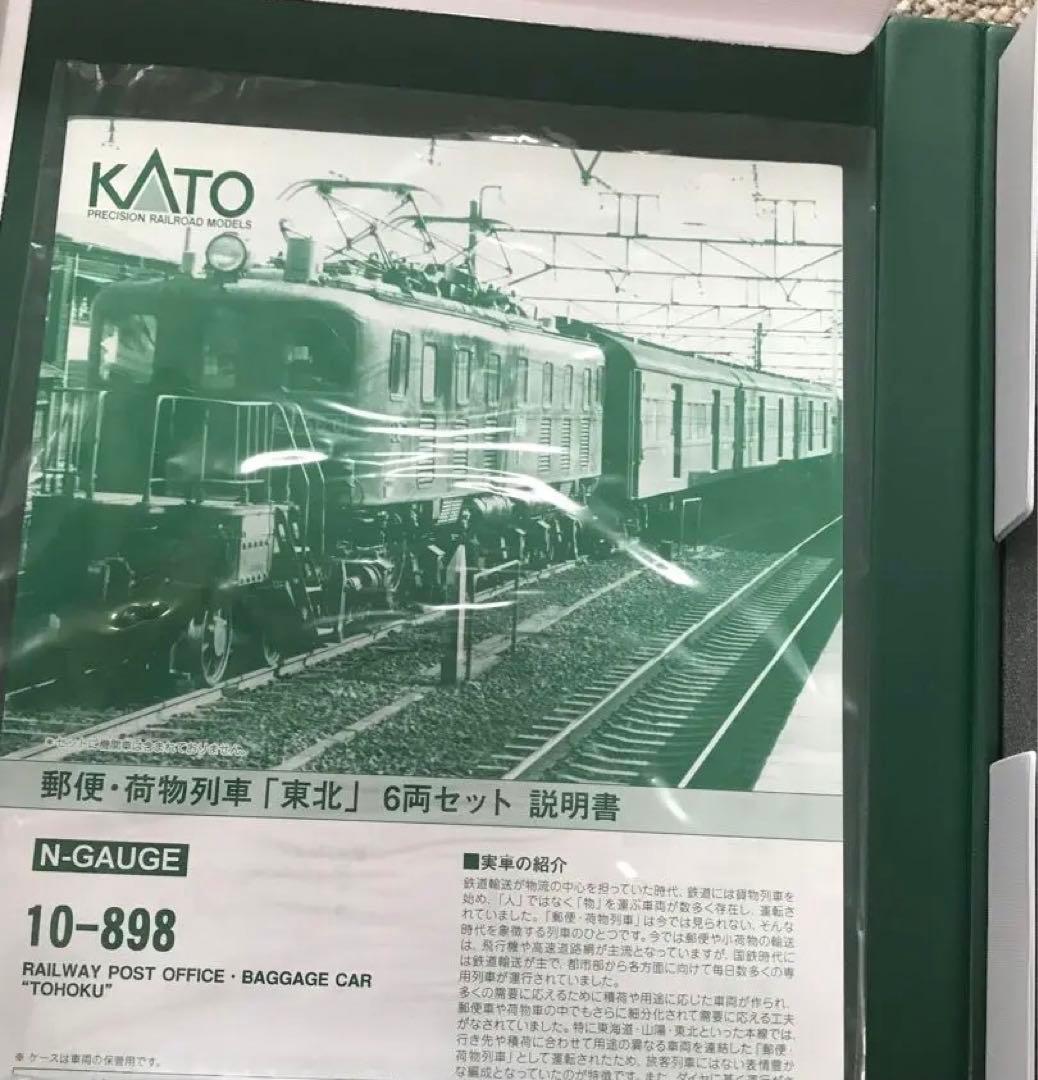 KATO
PRECISION RAILROAD MODELS
※セットに機関車は含まれておりません。
郵便・荷物列車「東北」 6両セット 説明書
N-GAUGE
10-898
RAILWAY POST OFFICE・BAGGAGE CAR
"TOHOKU"
※ ケースは車両の保管用です。
■実車の紹介
鉄道輸送が物流の中心を担っていた時代、鉄道には貨物列車を
始め、「人」ではなく「物」を運ぶ車両が数多く存在し、運転さ
れていました。「郵便・荷物列車」は今では見られない、そんな
時代を象徴する列車のひとつです。今では郵便や小荷物の輸送
は、飛行機や高速道路網が主流となっていますが、国鉄時代に
は鉄道輸送が主で、都市部から各方面に向けて毎日数多くの専
用列車が運行されていました。
多くの需要に応えるために積荷や用途に応じた車両が作られ、
郵便車や荷物車の中でもさらに細分化されて需要に応える工夫
がなされていました。特に東海道・山陽・東北といった本線では、
行き先や積荷に合わせて用途の異なる車両を連結した「郵便・
荷物列車」として運転されたため、旅客列車にはない表情豊か
な編成となっていたのが特徴です。また、ダイヤに基く運行が